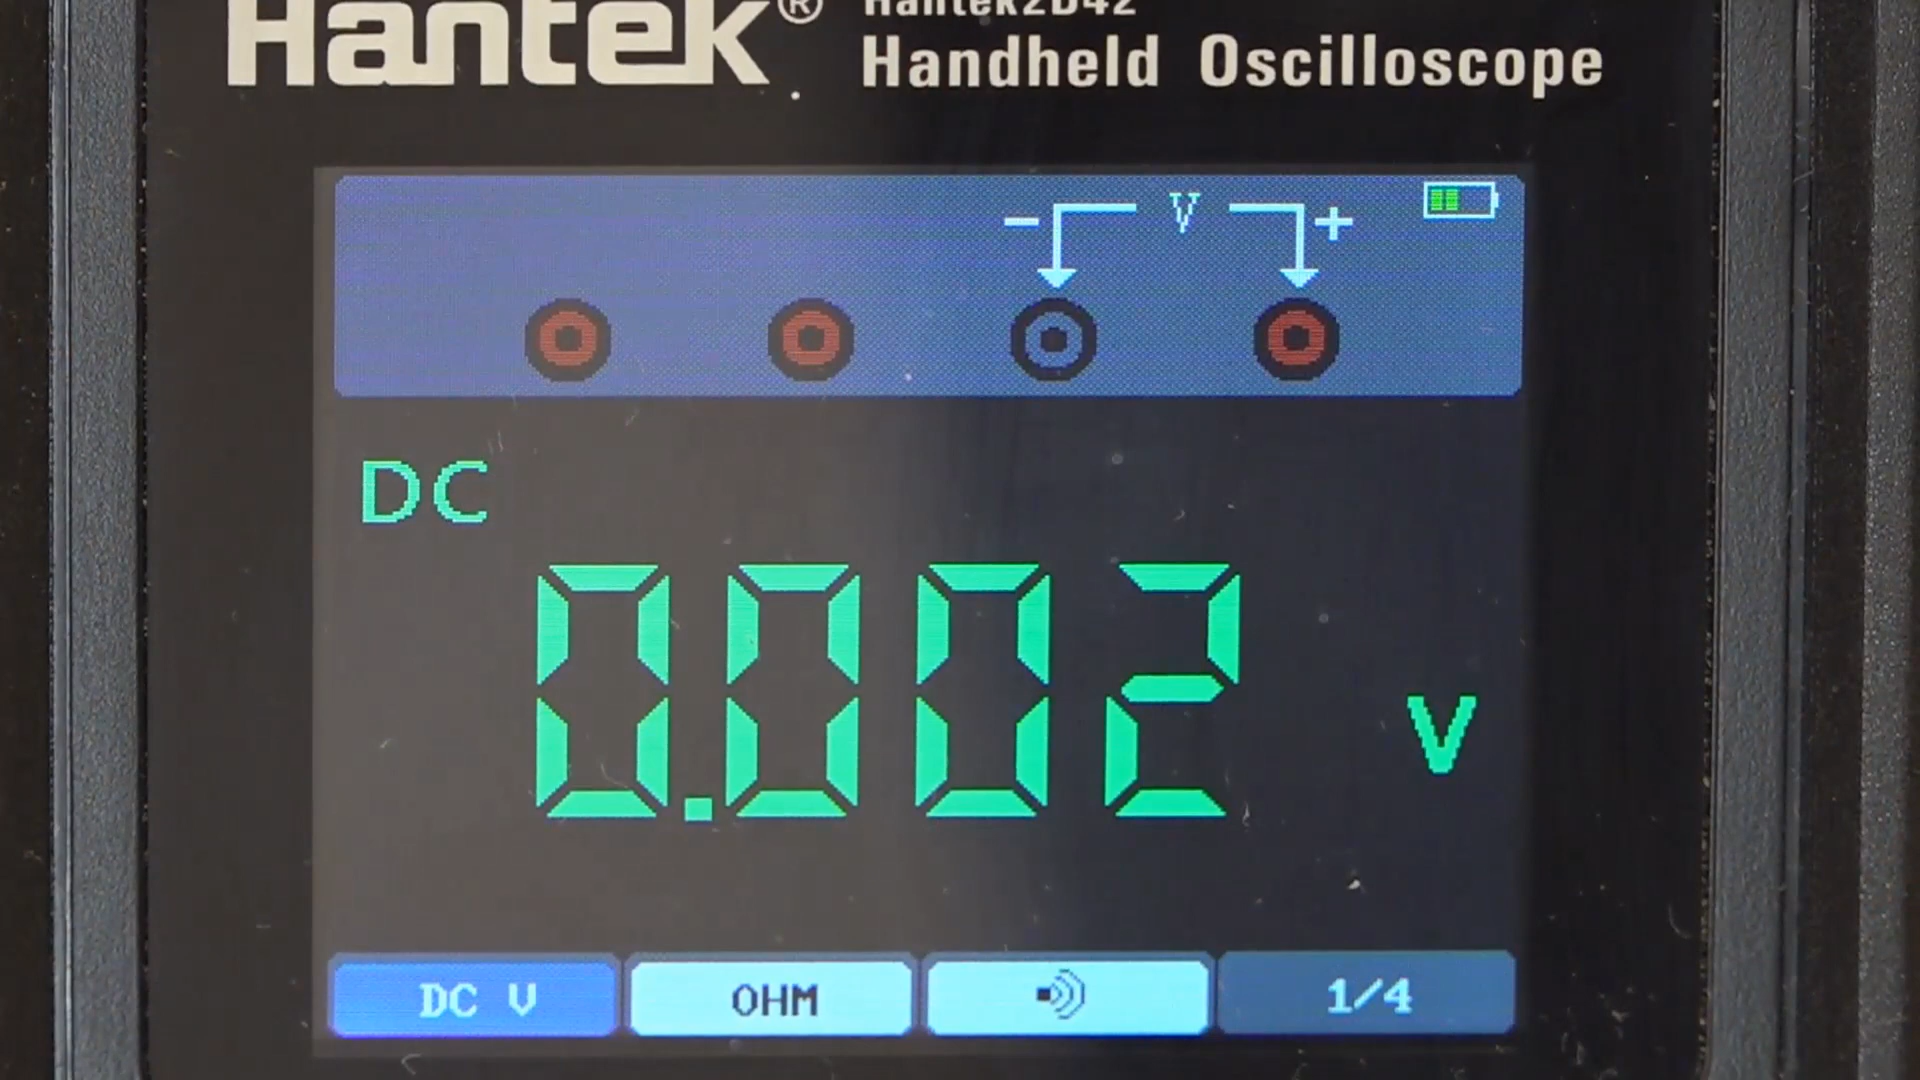 Hantek®
Hantek2D42
Handheld Oscilloscope
- V +
DC
0.002 V
DC V
OHM
1/4